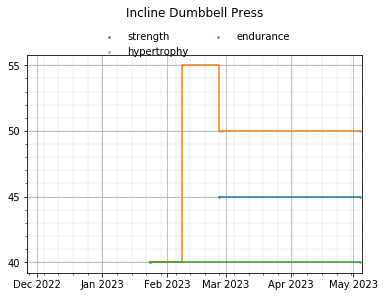 Incline Dumbbell Press
strength
endurance
hypertrophy
55
50
45
40
Dec 2022 Jan 2023 Feb 2023 Mar 2023 Apr 2023 May 2023